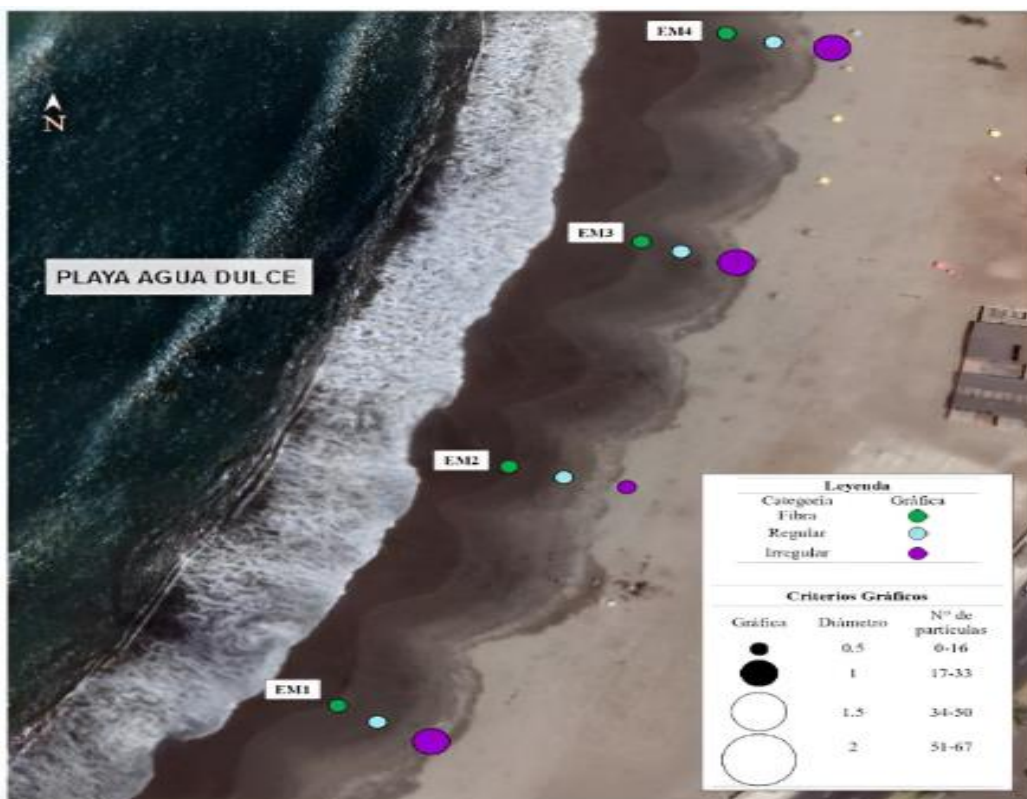 EM4
N
EM3
PLAYA AGUA DULCE
EM2
Leyenda
Categoria Gráfica
Fibra
Regular
Irregular
Criterios Gráficos
Gráfica Diámetro N° de
partículas
0.5 0-16
1 17-33
EM1
1.5 34-50
2 51-67